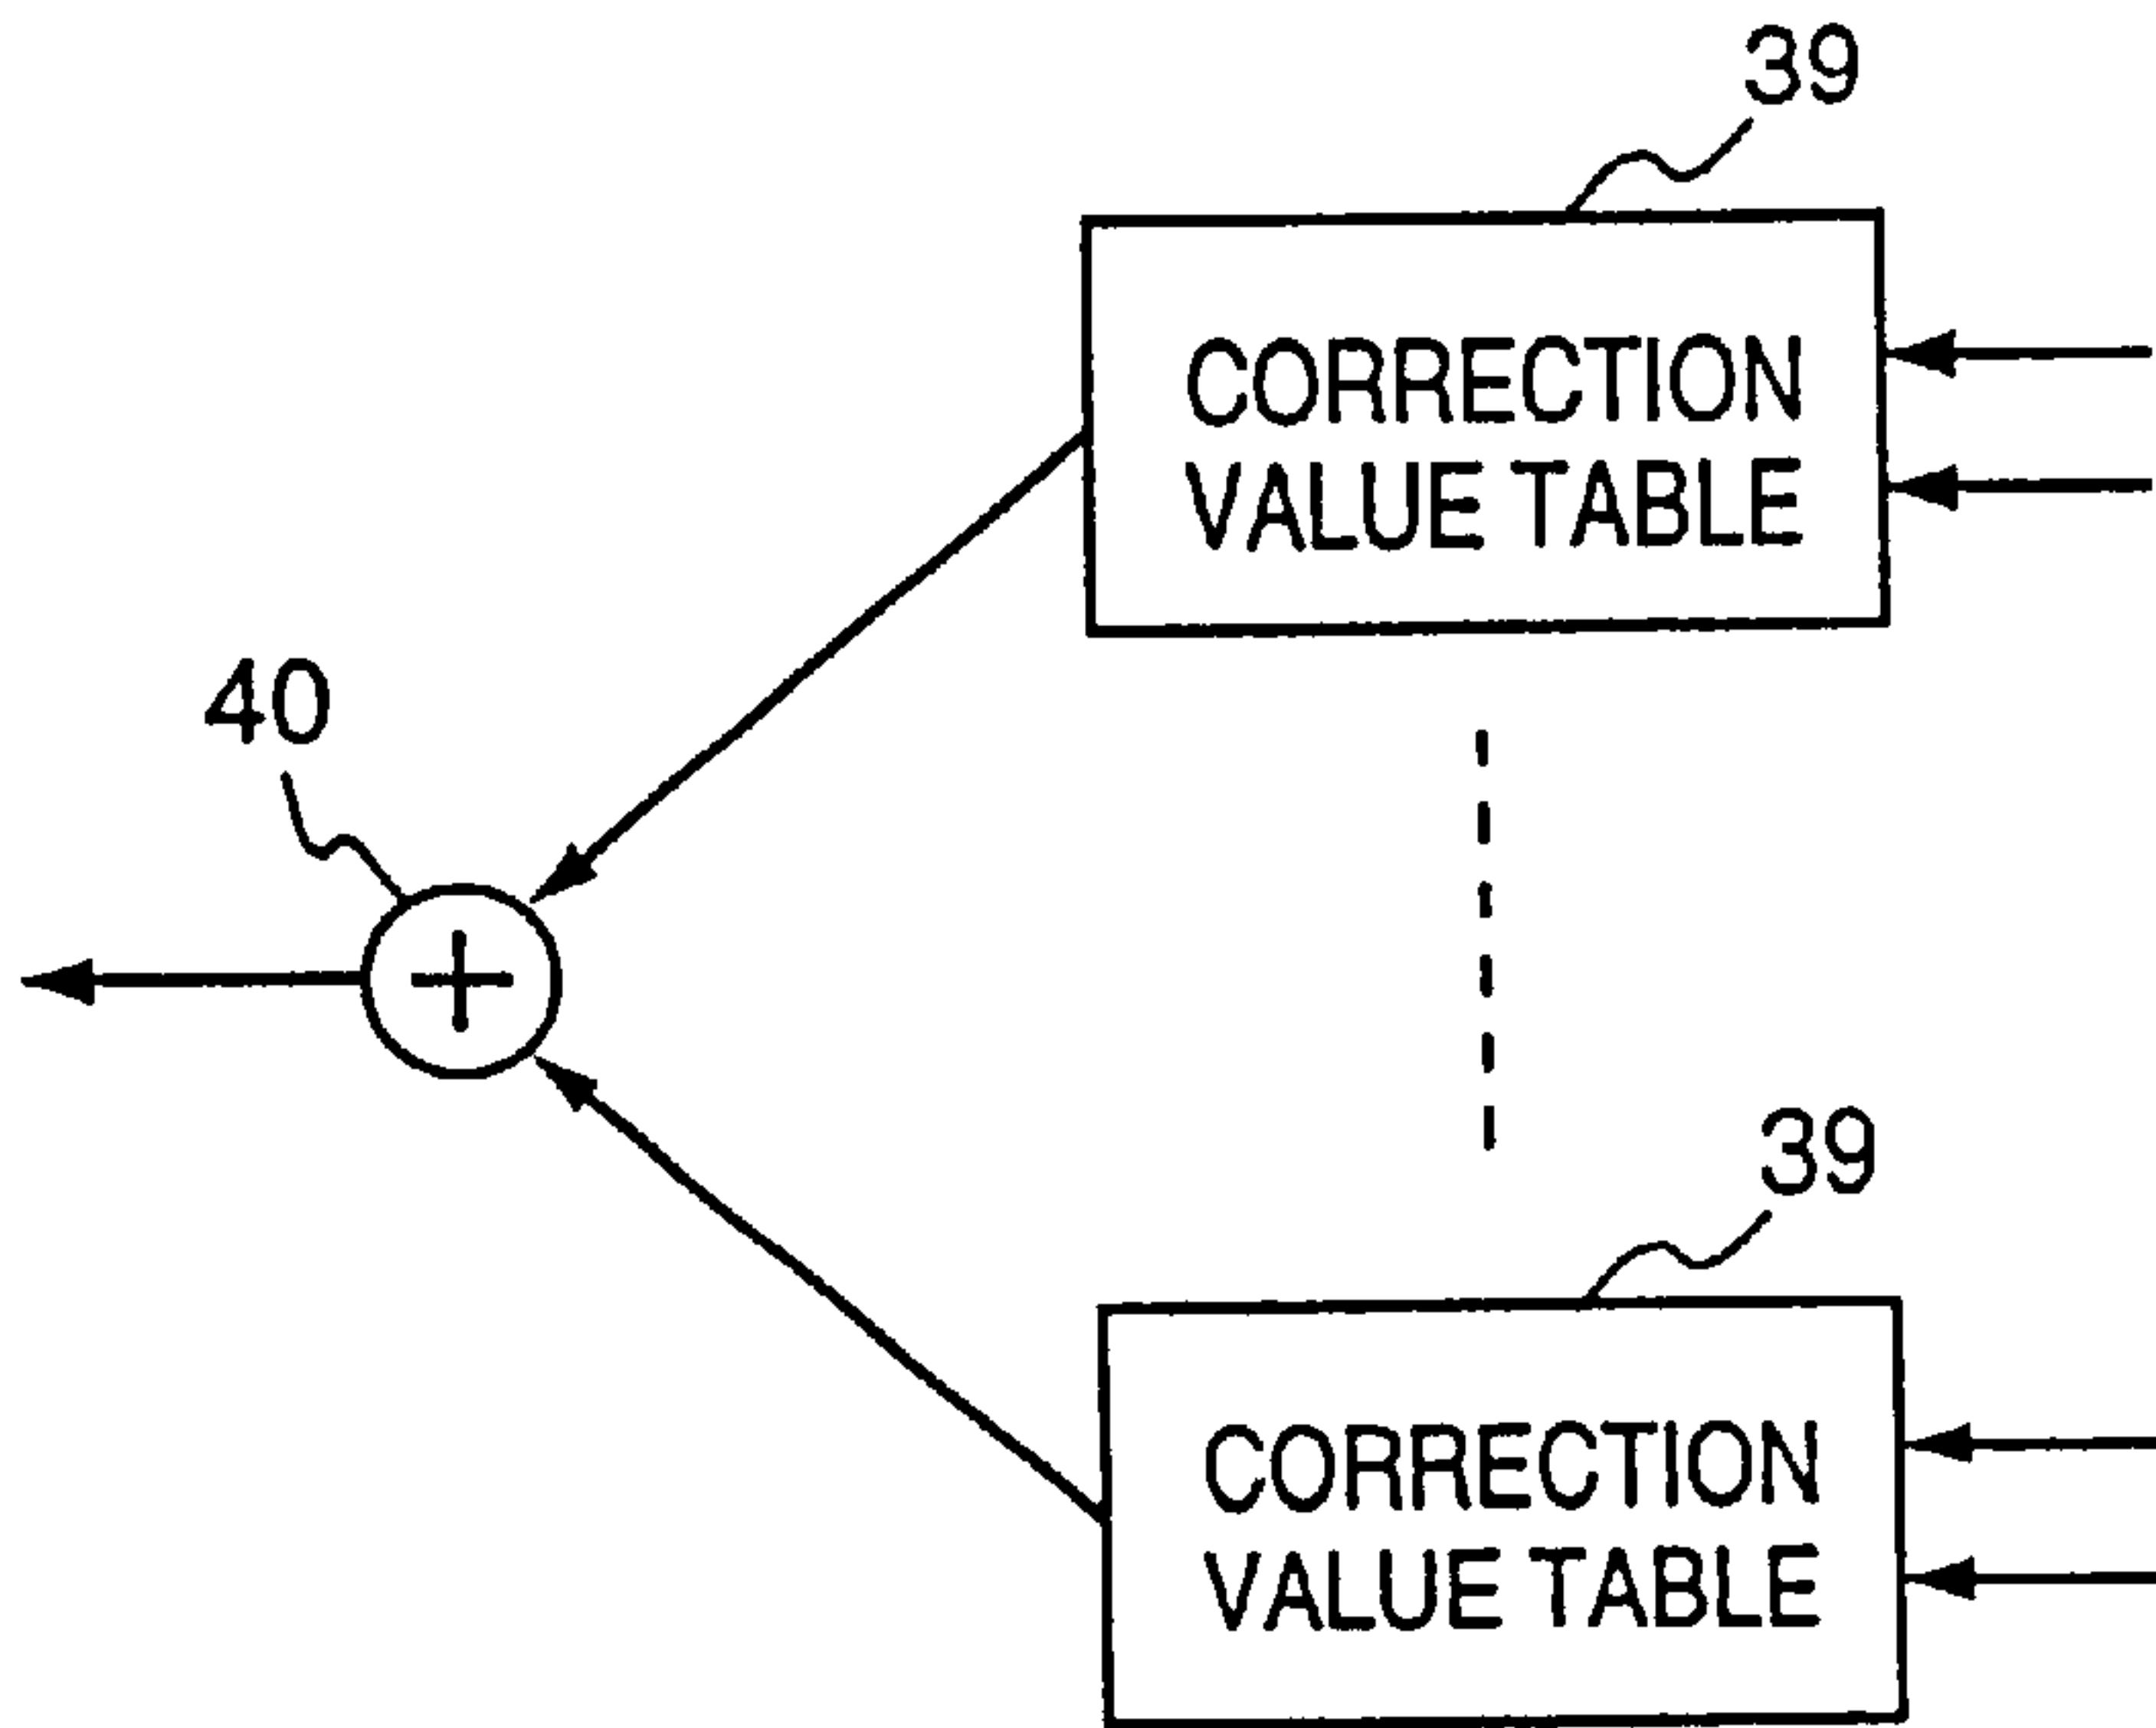 39
CORRECTION
VALUE TABLE
40
+
39
CORRECTION
VALUE TABLE